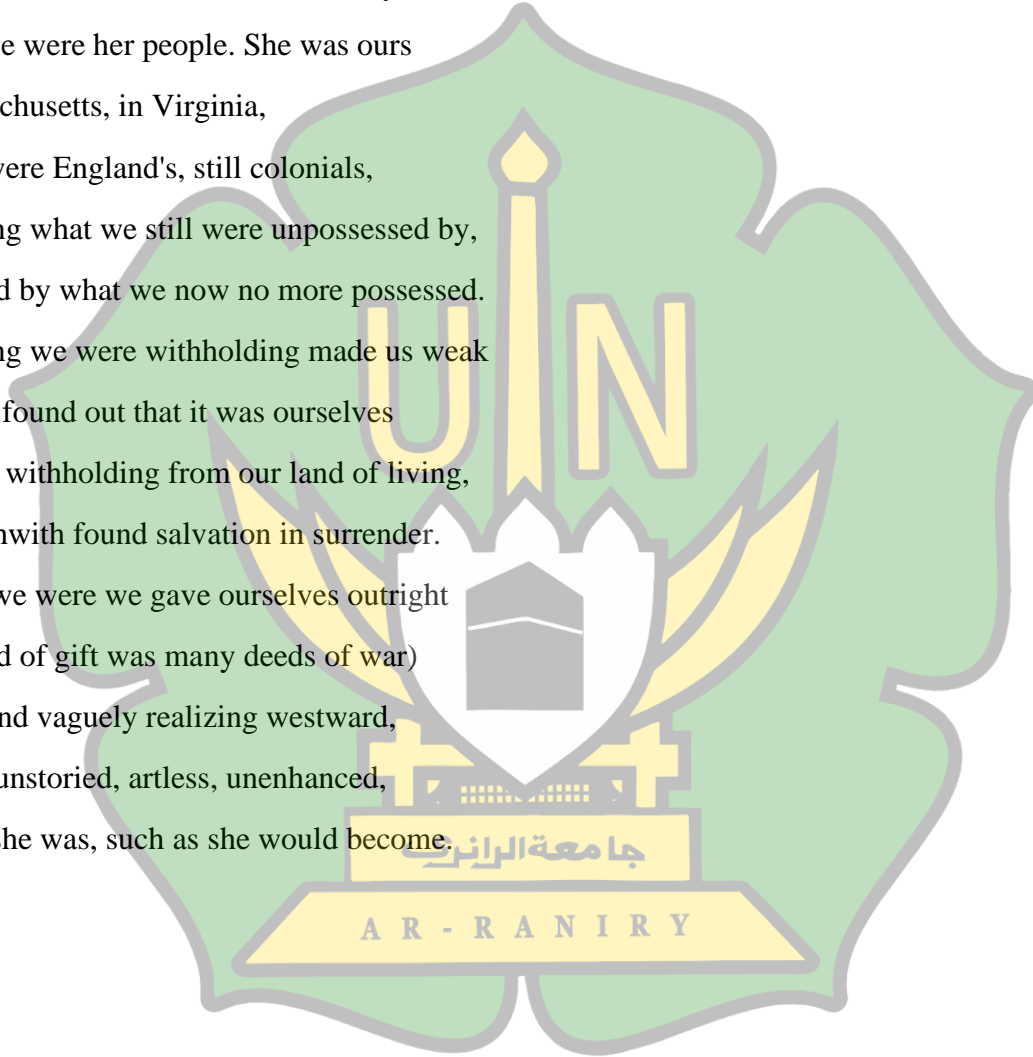 e were her people. She was ours
chusetts, in Virginia,
were England's, still colonials,
ng what we still were unpossessed by,
d by what we now no more possessed.
ng we were withholding made us weak
found out that it was ourselves
withholding from our land of living,
nwith found salvation in surrender.
we were we gave ourselves outright
d of gift was many deeds of war)
nd vaguely realizing westward,
unstoried, artless, unenhanced,
she was, such as she would become.
UIN
جامعةالرانري
AR-RANIRY